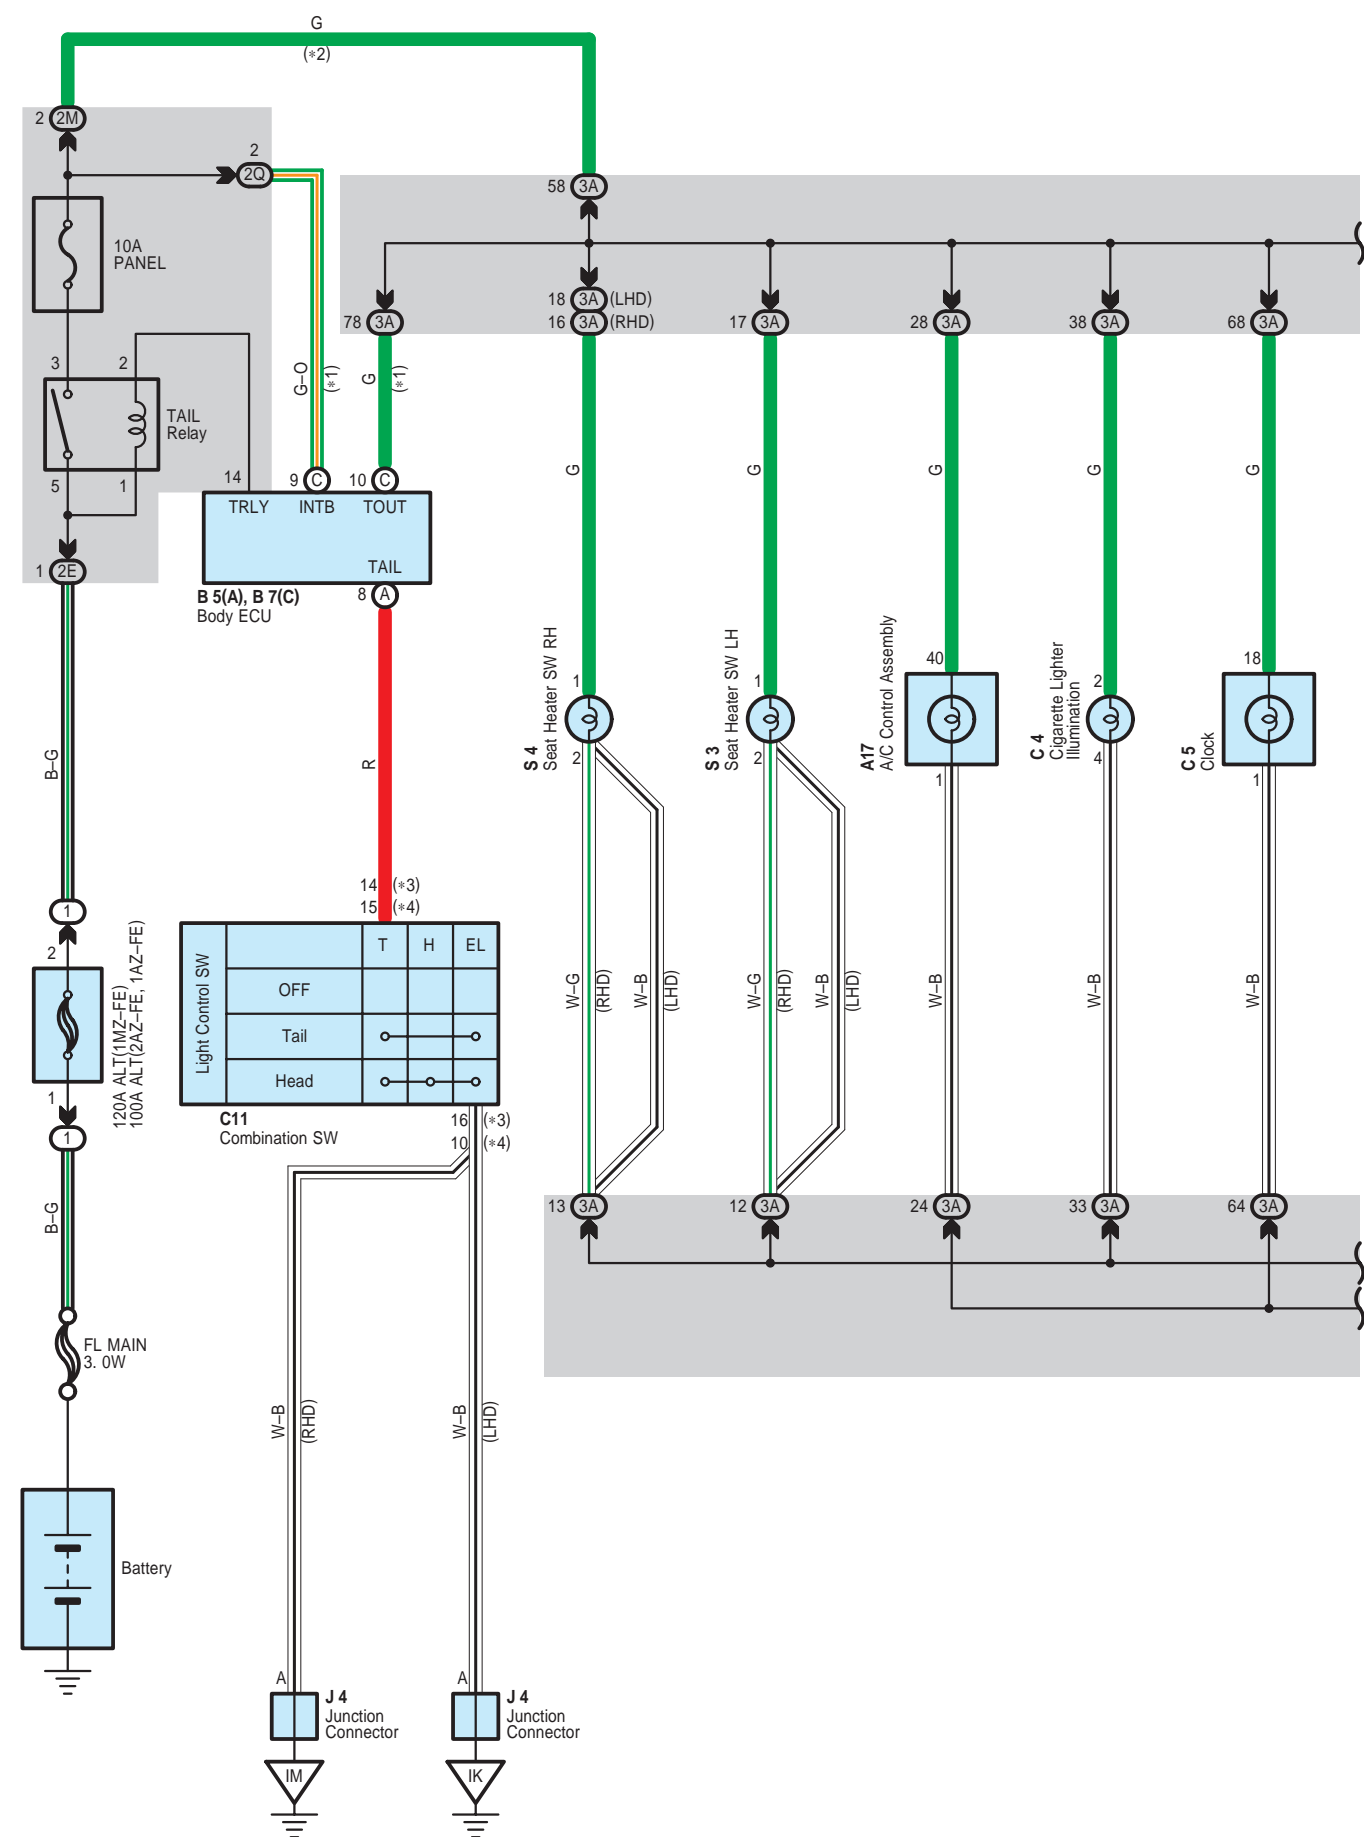 G
(*2)
2 2M
2
2Q
58 3A
10A
PANEL
18 3A (LHD)
78 3A
16 3A (RHD)
17 3A
28 3A
38 3A
68 3A
G–O
(*1)
G
(*1)
3
2
TAIL
Relay
5
1
14
9 C
10 C
TRLY
INTB
TOUT
TAIL
G
G
G
G
G
1 2E
B 5(A), B 7(C)
Body ECU
8 A
B–G
R
1
S 4
Seat Heater SW RH
2
1
S 3
Seat Heater SW LH
2
40
A17
A/C Control Assembly
1
2
C 4
Cigarette Lighter
Illumination
4
18
C 5
Clock
1
14 (*3)
15 (*4)
1
2
120A ALT(1MZ–FE)
100A ALT(2AZ–FE, 1AZ–FE)
1
1
Light Control SW
T
H
EL
OFF
Tail
Head
C11
Combination SW
16 (*3)
10 (*4)
W–G
(RHD)
W–B
(LHD)
W–G
(RHD)
W–B
(LHD)
W–B
W–B
W–B
13 3A
12 3A
24 3A
33 3A
64 3A
B–G
FL MAIN
3. 0W
W–B
(RHD)
W–B
(LHD)
Battery
A
J 4
Junction
Connector
A
J 4
Junction
Connector
IM
IK